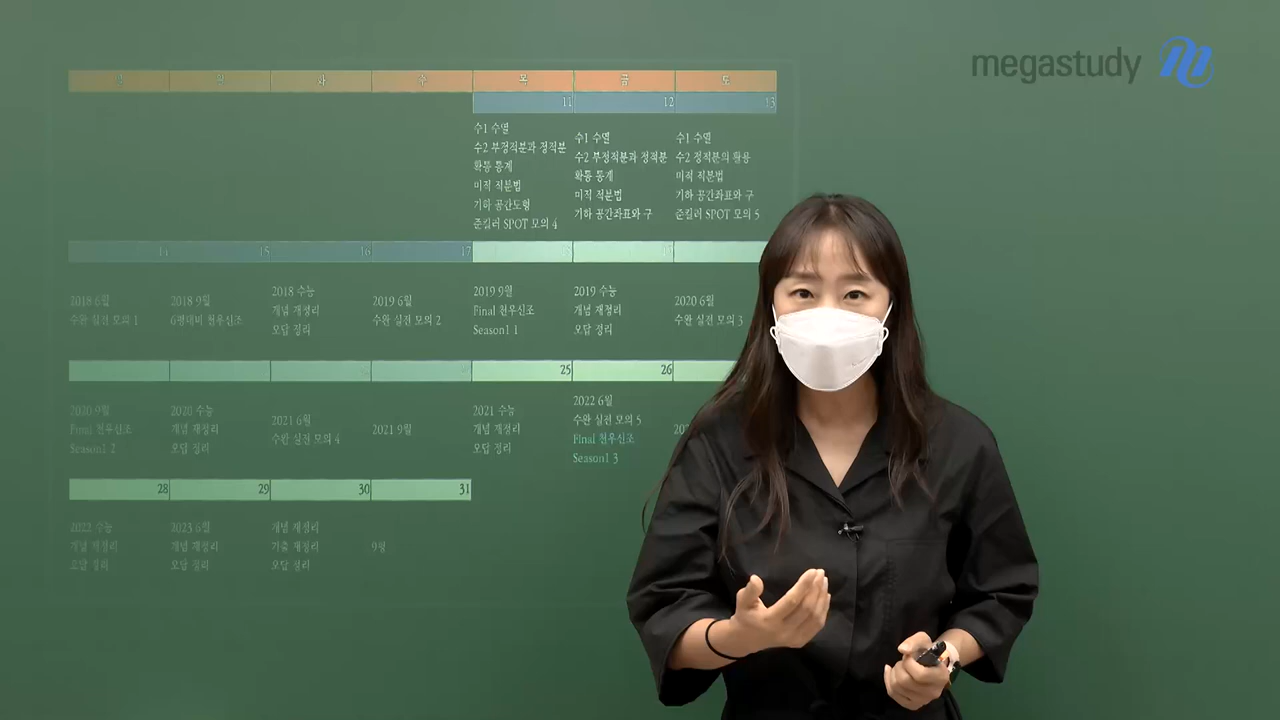 megastudy
일 월 화 수 목 금 토
11 12 13
수1 수열
수2 부정적분과 정적분
확통 통계
미적 적분법
기하 공간도형
준킬러 SPOT 모의 4
수1 수열
수2 부정적분과 정적분
확통 통계
미적 적분법
기하 공간좌표와 구
수1 수열
수2 정적분의 활용
미적 적분법
기하 공간좌표와 구
준킬러 SPOT 모의 5
14 15 16 17
2018 6월
수완 실전 모의 1
2018 9월
6평대비 천우신조
2018 수능
개념 재정리
오답 정리
2019 6월
수완 실전 모의 2
2019 9월
Final 천우신조
Season1 1
2019 수능
개념 재정리
오답 정리
2020 6월
수완 실전 모의 3
25 26
2020 9월
Final 천우신조
Season1 2
2020 수능
개념 재정리
오답 정리
2021 6월
수완 실전 모의 4
2021 9월
2021 수능
개념 재정리
오답 정리
2022 6월
수완 실전 모의 5
Final 천우신조
Season1 3
28 29 30 31
2022 수능
개념 재정리
오답 정리
2023 6월
개념 재정리
오답 정리
개념 재정리
기출 재정리
오답 정리
9평